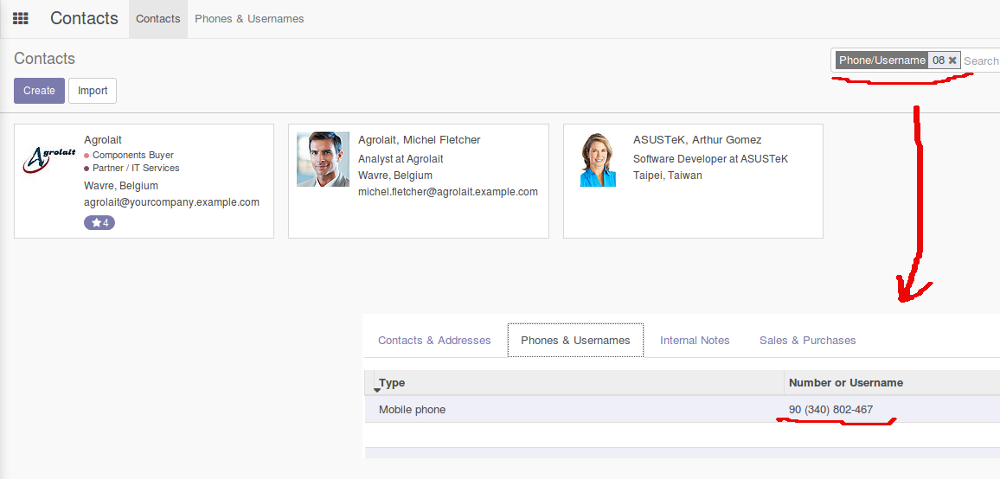 Contacts Contacts Phones & Usernames
Contacts
Phone/Username 08 ✖ Search
Create Import
Agrolait
Agrolait
Components Buyer
Partner / IT Services
Wavre, Belgium
agrolait@yourcompany.example.com
★4
Agrolait, Michel Fletcher
Analyst at Agrolait
Wavre, Belgium
michel.fletcher@agrolait.example.com
ASUSTeK, Arthur Gomez
Software Developer at ASUSTeK
Taipei, Taiwan
Contacts & Addresses Phones & Usernames Internal Notes Sales & Purchases
Type Number or Username
Mobile phone 90 (340) 802-467